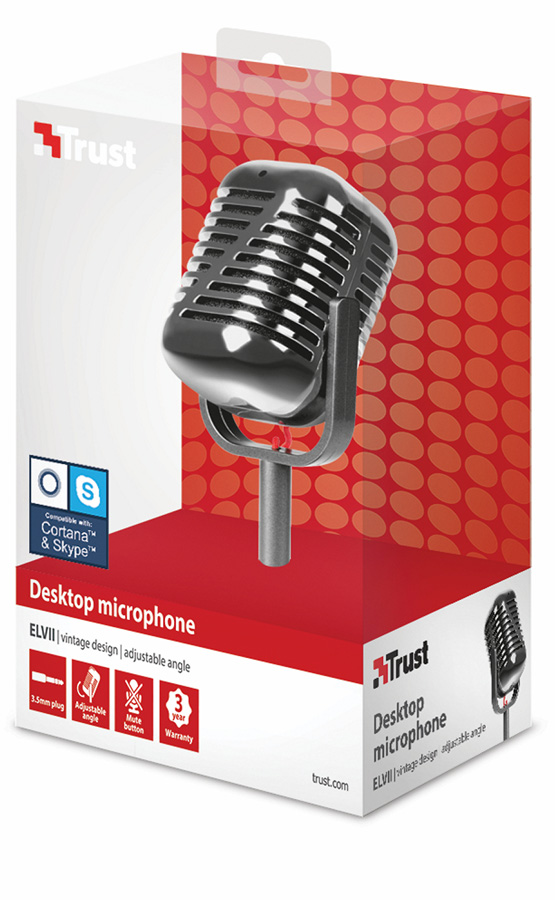 Trust
S
Compatible with:
Cortana™
& Skype™
Desktop microphone
ELVII | vintage design | adjustable angle
3.5mm plug
Adjustable
angle
Mute
button
3
year
Warranty
trust.com
Trust
Desktop
microphone
ELVII | vintage design | adjustable angle